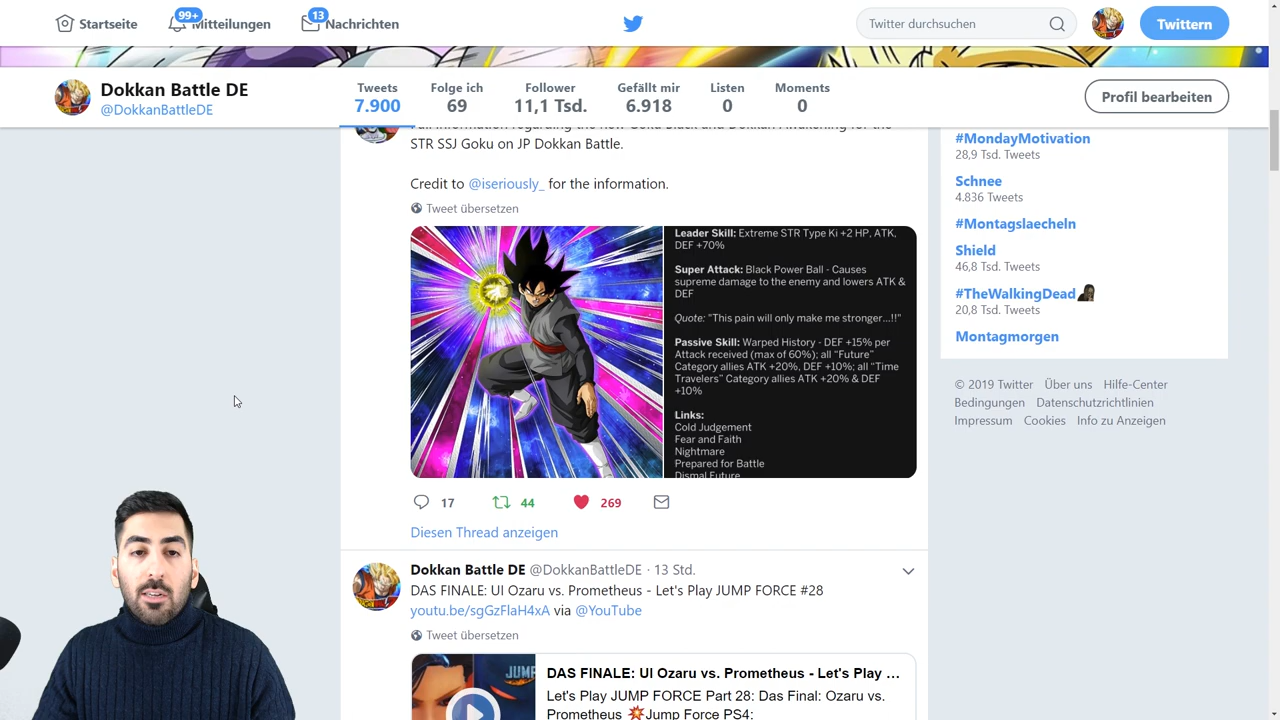 Startseite
99+
Mitteilungen
13
Nachrichten
Twitter durchsuchen
Twittern
Dokkan Battle DE
@DokkanBattleDE
Tweets
7.900
Folge ich
69
Follower
11,1 Tsd.
Gefällt mir
6.918
Listen
0
Moments
0
Profil bearbeiten
STR SSJ Goku on JP Dokkan Battle.
Credit to @iseriously_ for the information.
Tweet übersetzen
Leader Skill: Extreme STR Type Ki +2 HP, ATK,
DEF +70%
Super Attack: Black Power Ball - Causes
supreme damage to the enemy and lowers ATK &
DEF
Quote: "This pain will only make me stronger...!!"
Passive Skill: Warped History - DEF +15% per
Attack received (max of 60%); all "Future"
Category allies ATK +20%, DEF +10%; all "Time
Travelers" Category allies ATK +20% & DEF
+10%
Links:
Cold Judgement
Fear and Faith
Nightmare
Prepared for Battle
Dismal Future
17
44
269
Diesen Thread anzeigen
Dokkan Battle DE @DokkanBattleDE · 13 Std.
DAS FINALE: UI Ozaru vs. Prometheus - Let's Play JUMP FORCE #28
youtu.be/sgGzFlaH4xA via @YouTube
Tweet übersetzen
JUMP
DAS FINALE: UI Ozaru vs. Prometheus - Let's Play ...
Let's Play JUMP FORCE Part 28: Das Final: Ozaru vs.
Prometheus 💥Jump Force PS4:
#MondayMotivation
28,9 Tsd. Tweets
Schnee
4.836 Tweets
#Montagslaecheln
Shield
46,8 Tsd. Tweets
#TheWalkingDead
20,8 Tsd. Tweets
Montagmorgen
© 2019 Twitter Über uns Hilfe-Center
Bedingungen Datenschutzrichtlinien
Impressum Cookies Info zu Anzeigen